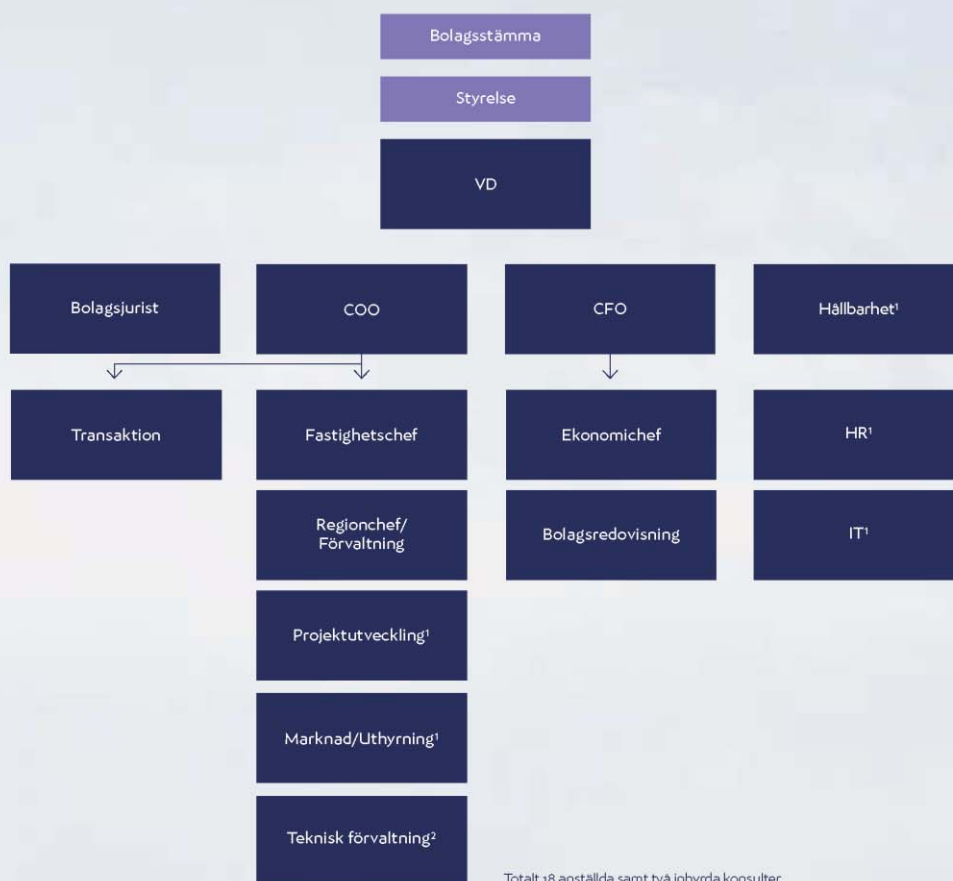 Bolagsstämma
Styrelse
VD
Bolagsjurist
COO
CFO
Hållbarhet¹
Transaktion
Fastighetschef
Ekonomichef
HR¹
Regionchef/
Förvaltning
Bolagsredovisning
IT¹
Projektutveckling¹
Marknad/Uthyrning¹
Teknisk förvaltning²
Totalt 18 anställda samt två inhyrda konsulter